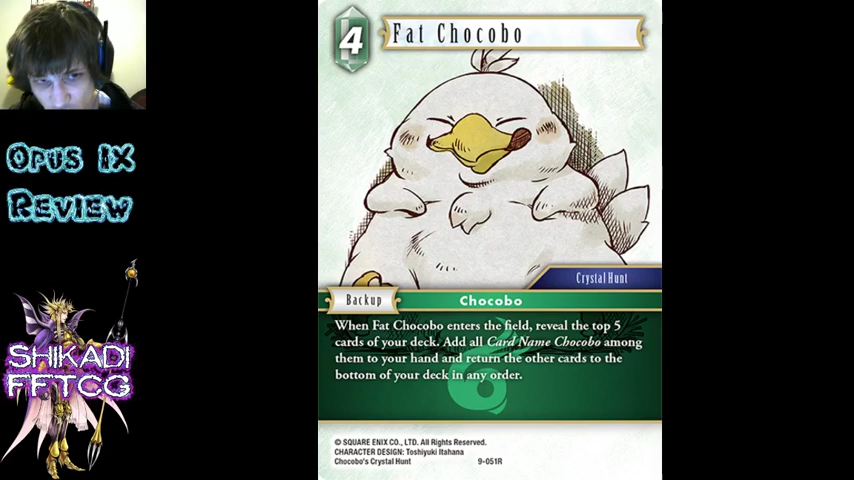 4
Fat Chocobo
Opus IX
Review
SHIKADI
FFTCG
Crystal Hunt
Backup
Chocobo
When Fat Chocobo enters the field, reveal the top 5
cards of your deck. Add all Card Name Chocobo among
them to your hand and return the other cards to the
bottom of your deck in any order.
© SQUARE ENIX CO., LTD. All Rights Reserved.
CHARACTER DESIGN: Toshiyuki Itahana
Chocobo's Crystal Hunt
9-051R